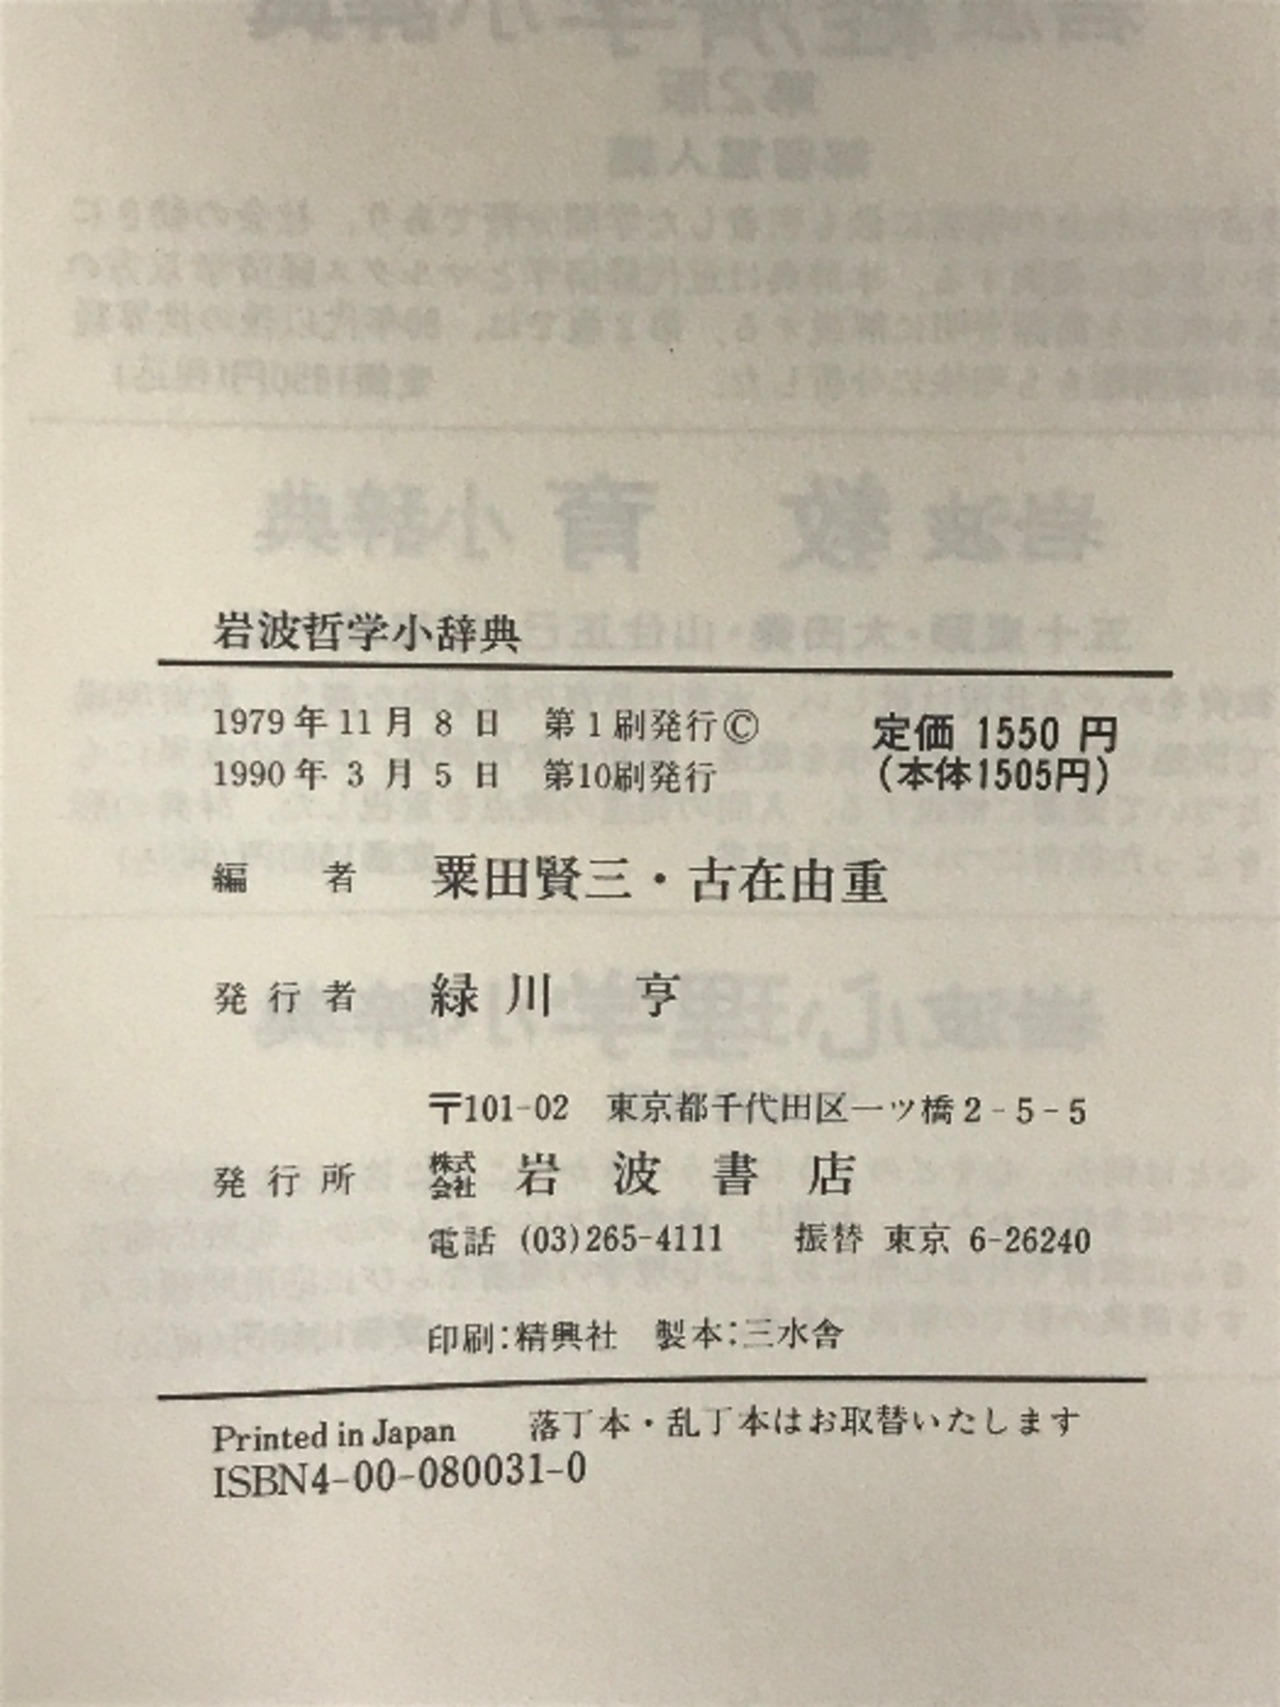 岩波哲学小辞典
1979年11月 8 日　第 1 刷発行©
1990年 3 月 5 日　第10刷発行
定価 1550 円
(本体1505円)
編　者　粟田賢三・古在由重
発行者　緑川　亨
〒101-02　東京都千代田区一ツ橋 2 - 5 - 5
発行所　株式会社 岩波書店
電話 (03)265-4111　振替 東京 6-26240
印刷:精興社　製本:三水舎
Printed in Japan　落丁本・乱丁本はお取替いたします
ISBN4-00-080031-0